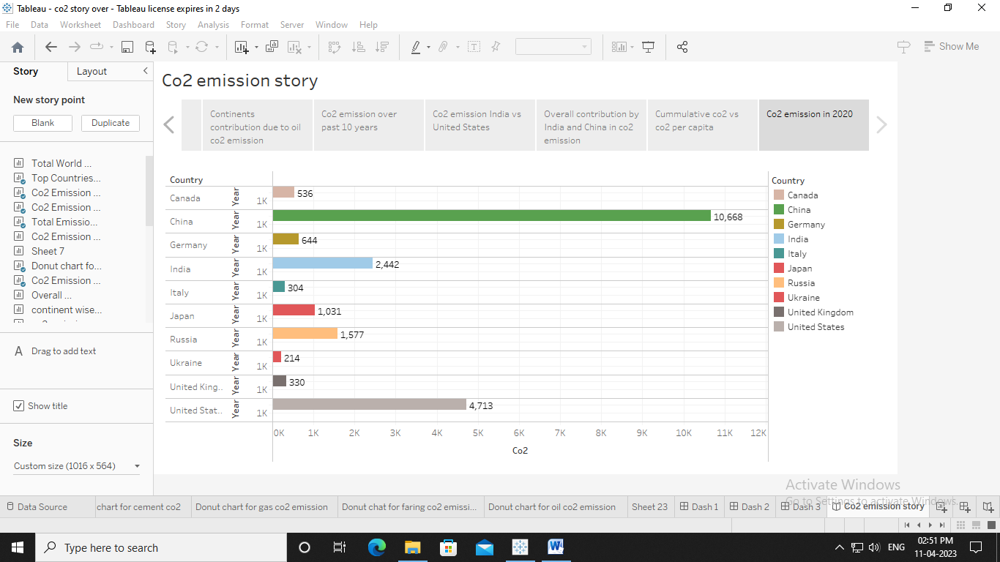 Tableau - co2 story over - Tableau license expires in 2 days
File Data Worksheet Dashboard Story Analysis Format Server Window Help
Show Me
Story Layout
New story point
Blank Duplicate
Total World ...
Top Countries...
Co2 Emission ...
Co2 Emission ...
Total Emissio...
Co2 Emission ...
Sheet 7
Donut chart fo...
Co2 Emission ...
Overall ...
continent wise...
A Drag to add text
Show title
Size
Custom size (1016 x 564)
Co2 emission story
Continents
contribution due to oil
co2 emission
Co2 emission over
past 10 years
Co2 emission India vs
United States
Overall contribution by
India and China in co2
emission
Cummulative co2 vs
co2 per capita
Co2 emission in 2020
Country
Canada Year 1K 536
China Year 1K 10,668
Germany Year 1K 644
India Year 1K 2,442
Italy Year 1K 304
Japan Year 1K 1,031
Russia Year 1K 1,577
Ukraine Year 1K 214
United King.. Year 1K 330
United Stat.. Year 1K 4,713
0K 1K 2K 3K 4K 5K 6K 7K 8K 9K 10K 11K 12K
Co2
Country
Canada
China
Germany
India
Italy
Japan
Russia
Ukraine
United Kingdom
United States
Activate Windows
Go to Settings to activate Windows.
Data Source chart for cement co2 Donut chart for gas co2 emission Donut chat for faring co2 emissi... Donut chart for oil co2 emission Sheet 23 Dash 1 Dash 2 Dash 3 Co2 emission story
Type here to search
ENG
02:51 PM
11-04-2023